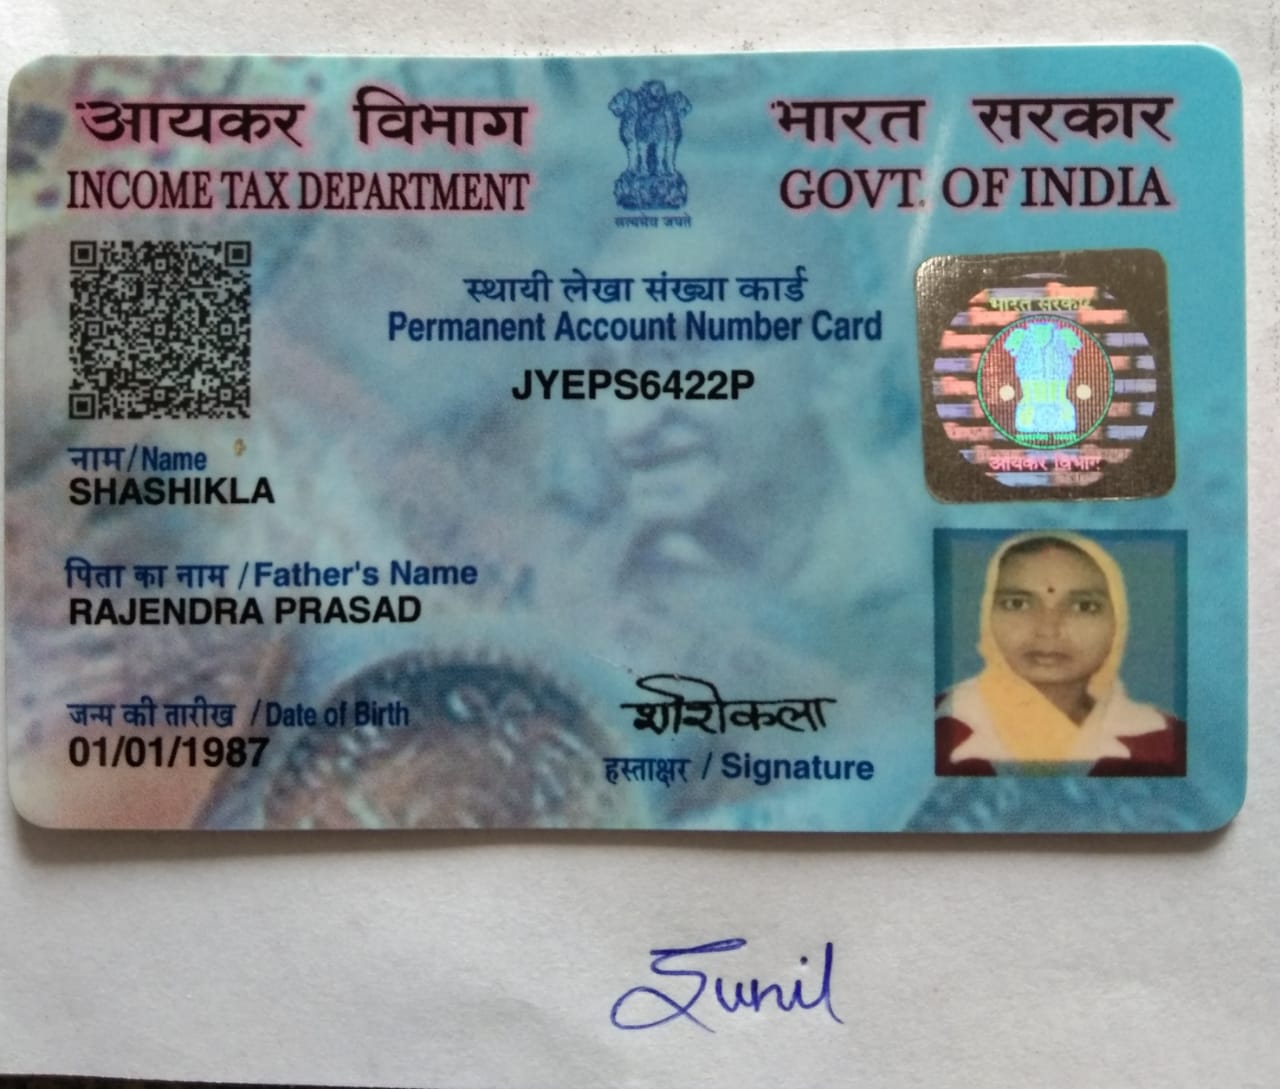 आयकर विभाग भारत सरकार
INCOME TAX DEPARTMENT GOVT. OF INDIA
सत्यमेव जयते
स्थायी लेखा संख्या कार्ड
Permanent Account Number Card
JYEPS6422P
भारत सरकार
आयकर विभाग
नाम / Name
SHASHIKLA
पिता का नाम / Father's Name
RAJENDRA PRASAD
जन्म की तारीख / Date of Birth
01/01/1987
शशिकला
हस्ताक्षर / Signature
Sunil